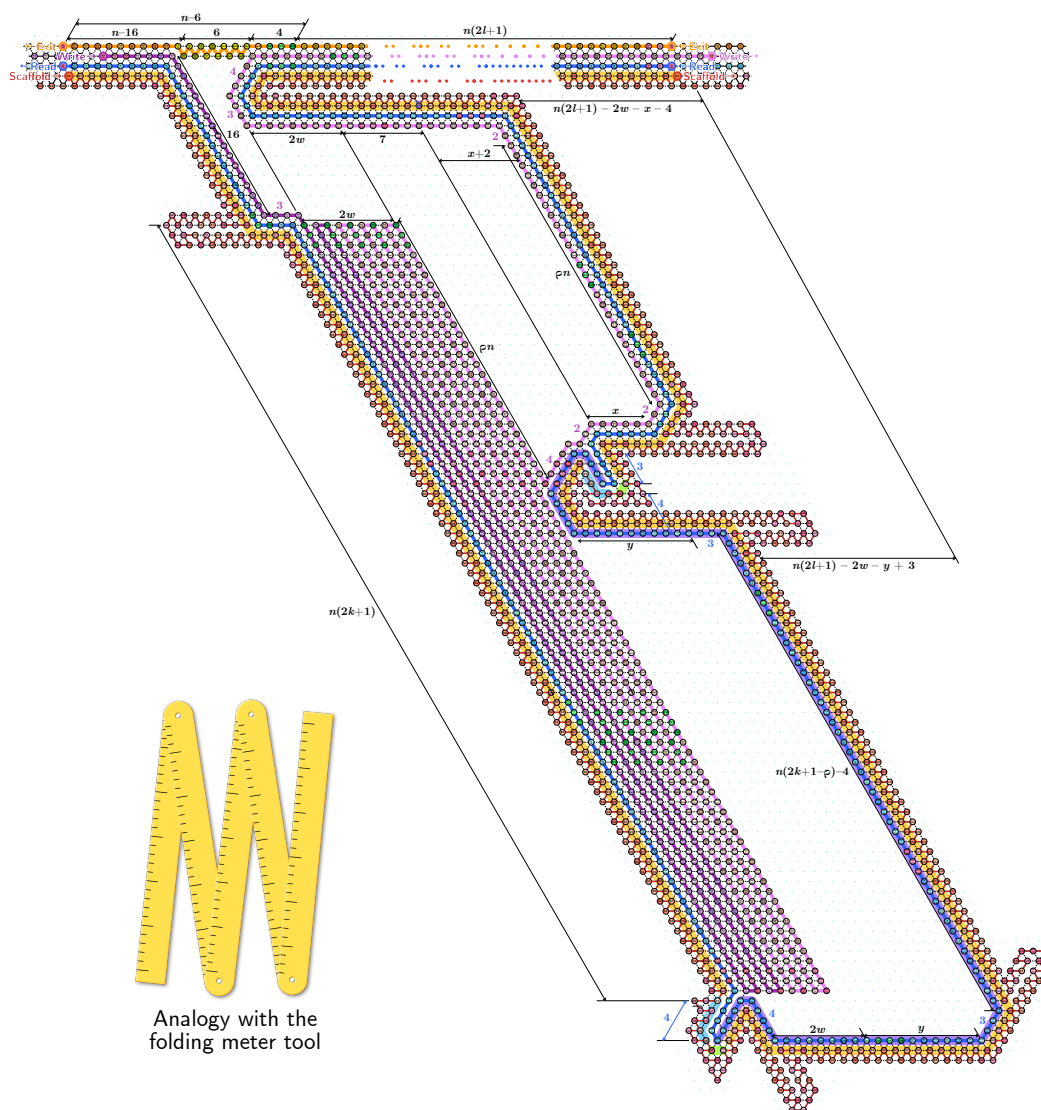 n–6
n–16
6
4
n(2l+1)
Exit
Exit
Write
Write
Read
Read
Scaffold
Scaffold
4
3
n(2l+1) − 2w − x − 4
16
2w
7
2
x+2
3
2w
ρn
ρn
x
2
2
4
3
4
y
3
n(2l+1) − 2w − y + 3
n(2k+1)
n(2k+1–ρ)–4
4
4
3
2w
y
Analogy with the
folding meter tool